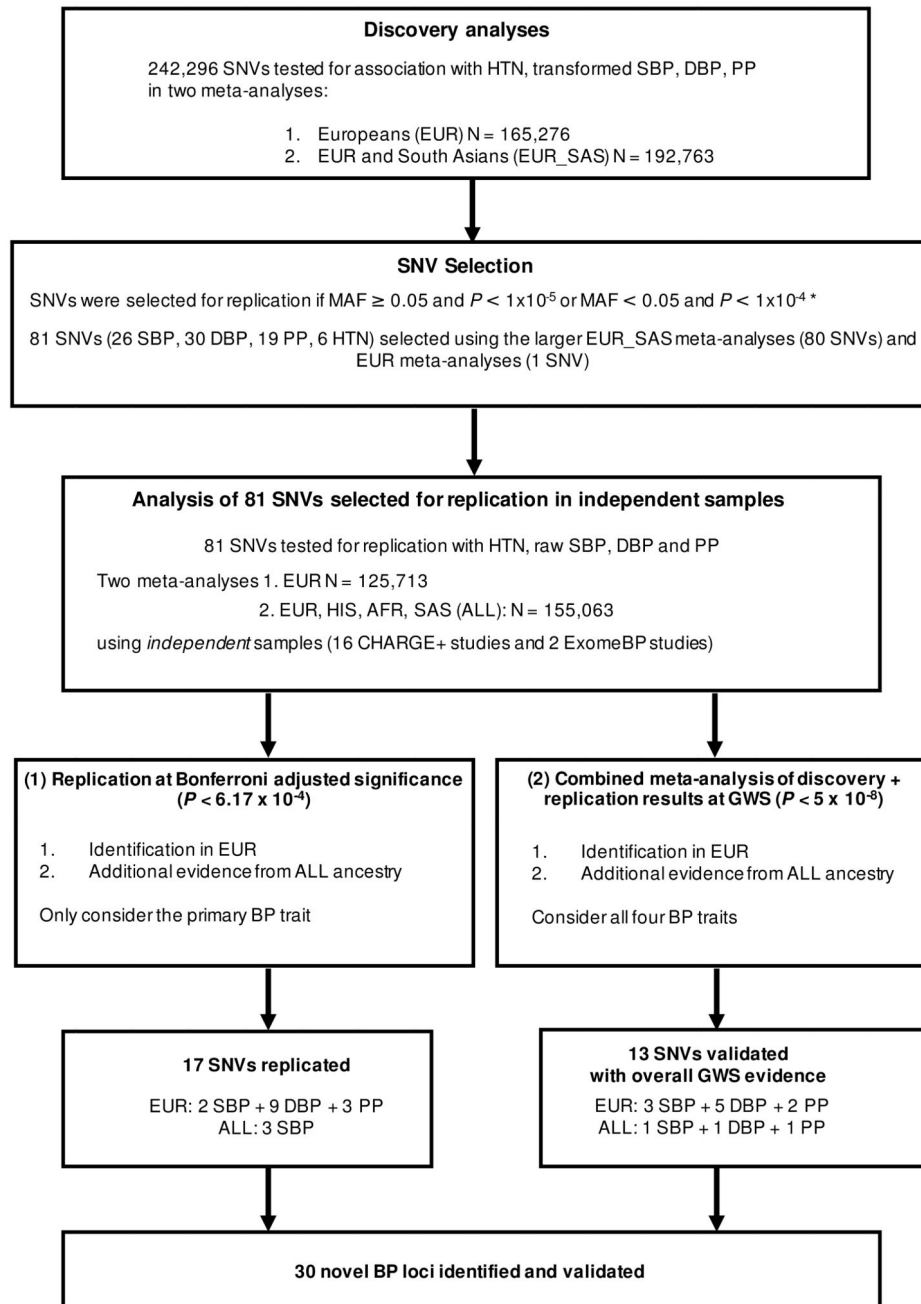 Discovery analyses
242,296 SNVs tested for association with HTN, transformed SBP, DBP, PP
in two meta-analyses:
1. Europeans (EUR) N = 165,276
2. EUR and South Asians (EUR_SAS) N = 192,763
SNV Selection
SNVs were selected for replication if MAF ≥ 0.05 and P < 1x10⁻⁵ or MAF < 0.05 and P < 1x10⁻⁴ *
81 SNVs (26 SBP, 30 DBP, 19 PP, 6 HTN) selected using the larger EUR_SAS meta-analyses (80 SNVs) and
EUR meta-analyses (1 SNV)
Analysis of 81 SNVs selected for replication in independent samples
81 SNVs tested for replication with HTN, raw SBP, DBP and PP
Two meta-analyses 1. EUR N = 125,713
2. EUR, HIS, AFR, SAS (ALL): N = 155,063
using independent samples (16 CHARGE+ studies and 2 ExomeBP studies)
(1) Replication at Bonferroni adjusted significance
(P < 6.17 x 10⁻⁴)
1. Identification in EUR
2. Additional evidence from ALL ancestry
Only consider the primary BP trait
(2) Combined meta-analysis of discovery +
replication results at GWS (P < 5 x 10⁻⁸)
1. Identification in EUR
2. Additional evidence from ALL ancestry
Consider all four BP traits
17 SNVs replicated
EUR: 2 SBP + 9 DBP + 3 PP
ALL: 3 SBP
13 SNVs validated
with overall GWS evidence
EUR: 3 SBP + 5 DBP + 2 PP
ALL: 1 SBP + 1 DBP + 1 PP
30 novel BP loci identified and validated